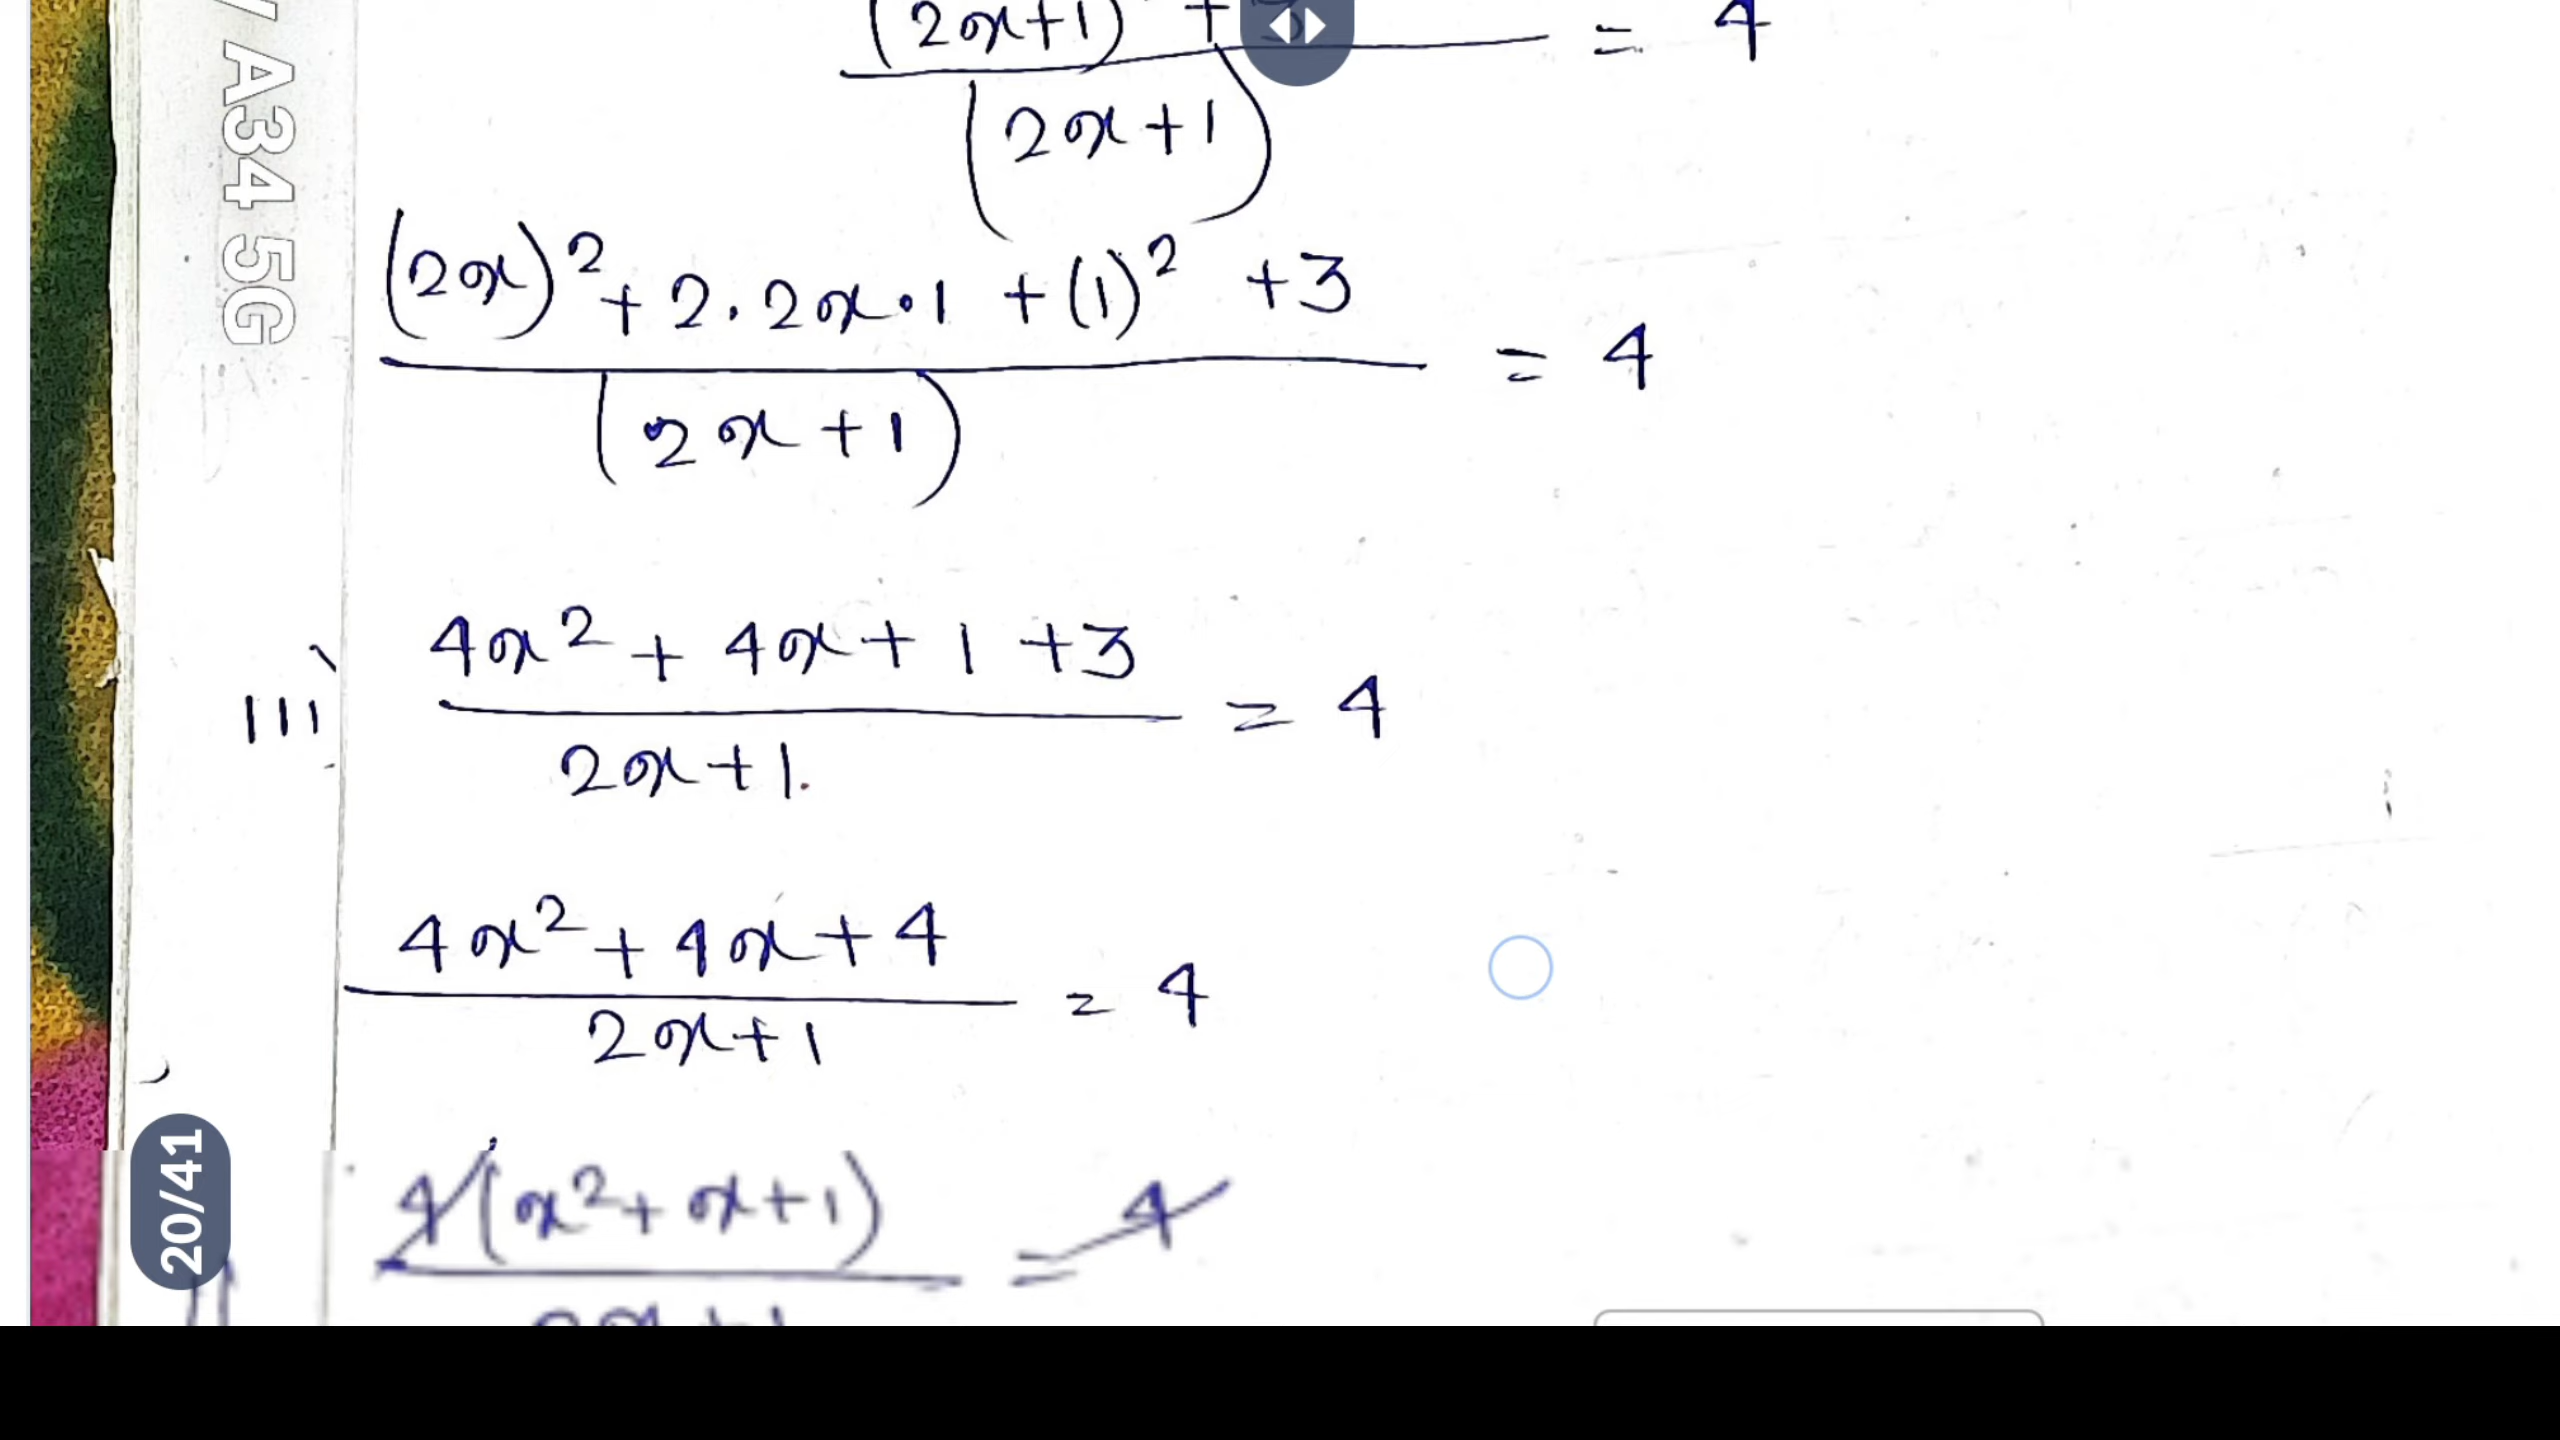 (2x+1) + = 4
(2x+1)
(2x)² + 2.2x.1 + (1)² + 3 = 4
(2x+1)
iii) 4x² + 4x + 1 + 3 = 4
2x+1.
4x² + 4x + 4 = 4
2x+1
4(x² + x + 1) = 4
2x+1
A34 5G
20/41